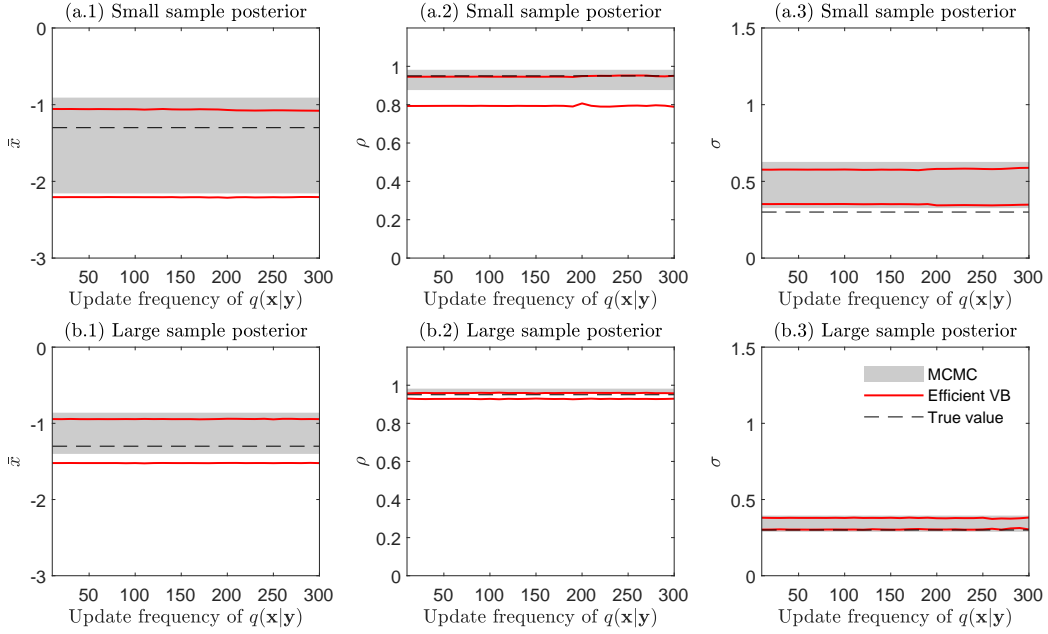 (a.1) Small sample posterior
(a.2) Small sample posterior
(a.3) Small sample posterior
0
-1
-2
-3
x̄
50 100 150 200 250 300
Update frequency of q(x|y)
1
0.8
0.6
0.4
0.2
0
ρ
50 100 150 200 250 300
Update frequency of q(x|y)
1.5
1
0.5
0
σ
50 100 150 200 250 300
Update frequency of q(x|y)
(b.1) Large sample posterior
(b.2) Large sample posterior
(b.3) Large sample posterior
0
-1
-2
-3
x̄
50 100 150 200 250 300
Update frequency of q(x|y)
1
0.8
0.6
0.4
0.2
0
ρ
50 100 150 200 250 300
Update frequency of q(x|y)
1.5
1
0.5
0
σ
MCMC
Efficient VB
True value
50 100 150 200 250 300
Update frequency of q(x|y)